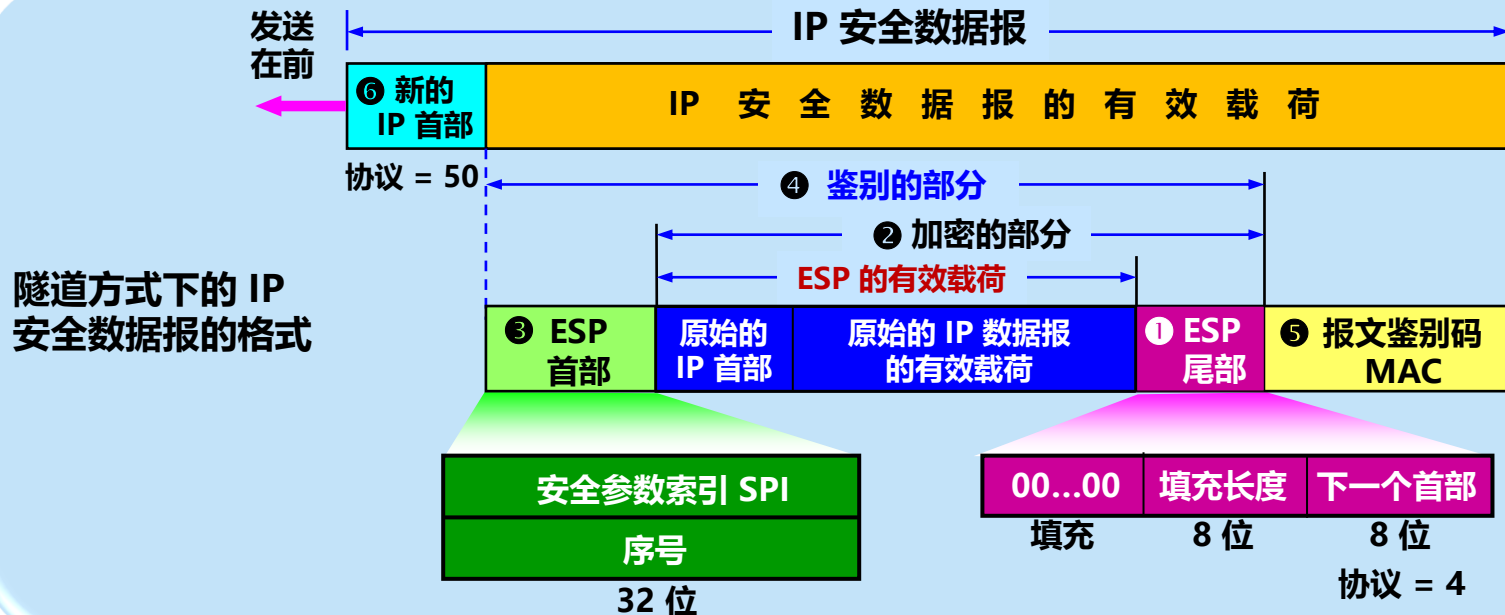 发送
在前
IP 安全数据报
❻ 新的
IP 首部
IP 安 全 数 据 报 的 有 效 载 荷
协议 = 50
❹ 鉴别的部分
❷ 加密的部分
ESP 的有效载荷
隧道方式下的 IP
安全数据报的格式
❸ ESP
首部
原始的
IP 首部
原始的 IP 数据报
的有效载荷
❶ ESP
尾部
❺ 报文鉴别码
MAC
安全参数索引 SPI
序号
32 位
00...00
填充长度
下一个首部
填充
8 位
8 位
协议 = 4